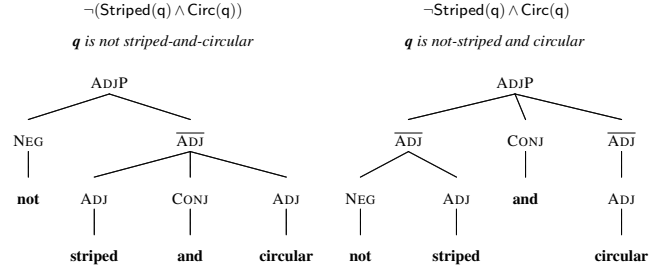 ¬(Striped(q) ∧ Circ(q))
q is not striped-and-circular
ADJP
NEG
ADJ
not
ADJ
CONJ
ADJ
striped
and
circular
¬Striped(q) ∧ Circ(q)
q is not-striped and circular
ADJP
ADJ
CONJ
ADJ
NEG
ADJ
and
ADJ
not
striped
circular